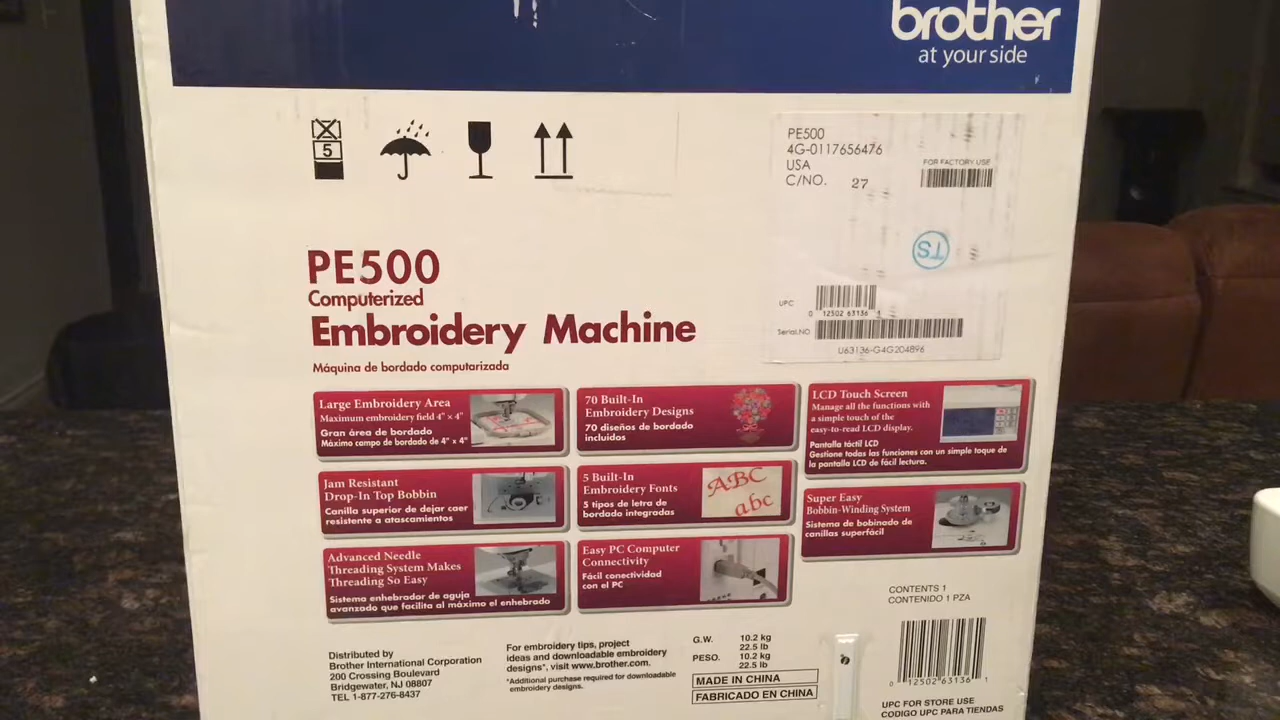 brother
at your side
5
PE500
4G-0117656476
USA
C/NO. 27
FOR FACTORY USE
TS
UPC
0 12502 63136 1
Serial.NO
U63136-G4G204896
PE500
Computerized
Embroidery Machine
Máquina de bordado computarizada
Large Embroidery Area
Maximum embroidery field 4" x 4"
Gran área de bordado
Máximo campo de bordado de 4" x 4"
70 Built-In
Embroidery Designs
70 diseños de bordado
incluidos
LCD Touch Screen
Manage all the functions with
a simple touch of the
easy-to-read LCD display.
Pantalla táctil LCD
Gestione todas las funciones con un simple toque de
la pantalla LCD de fácil lectura.
Jam Resistant
Drop-In Top Bobbin
Canilla superior de dejar caer
resistente a atascamientos
5 Built-In
Embroidery Fonts
5 tipos de letra de
bordado integrados
ABC
abc
Super Easy
Bobbin-Winding System
Sistema de bobinado de
canillas superfácil
Advanced Needle
Threading System Makes
Threading So Easy
Sistema enhebrador de aguja
avanzado que facilita al máximo el enhebrado
Easy PC Computer
Connectivity
Fácil conectividad
con el PC
CONTENTS 1
CONTENIDO 1 PZA
Distributed by
Brother International Corporation
200 Crossing Boulevard
Bridgewater, NJ 08807
TEL 1-877-276-8437
For embroidery tips, project
ideas and downloadable embroidery
designs*, visit www.brother.com.
*Additional purchase required for downloadable
embroidery designs.
G.W. 10.2 kg
22.5 lb
PESO. 10.2 kg
22.5 lb
MADE IN CHINA
FABRICADO EN CHINA
0 12502 63136 1
UPC FOR STORE USE
CODIGO UPC PARA TIENDAS